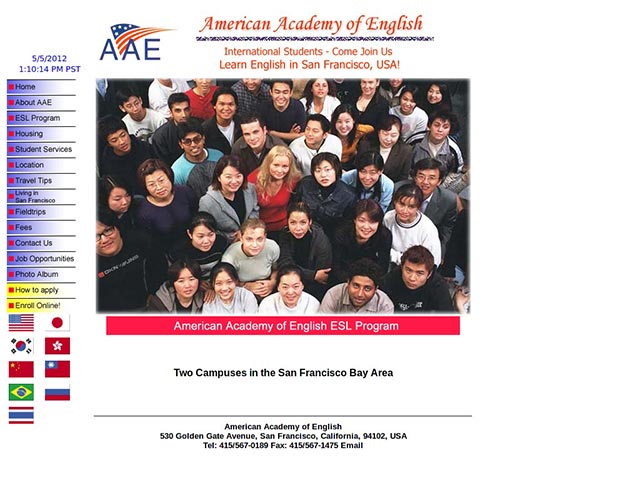 AAE
American Academy of English
International Students - Come Join Us
Learn English in San Francisco, USA!
5/5/2012
1:10:14 PM PST
Home
About AAE
ESL Program
Housing
Student Services
Location
Travel Tips
Living in
San Francisco
Fieldtrips
Fees
Contact Us
Job Opportunities
Photo Album
How to apply
Enroll Online!
American Academy of English ESL Program
Two Campuses in the San Francisco Bay Area
American Academy of English
530 Golden Gate Avenue, San Francisco, California, 94102, USA
Tel: 415/567-0189 Fax: 415/567-1475 Email